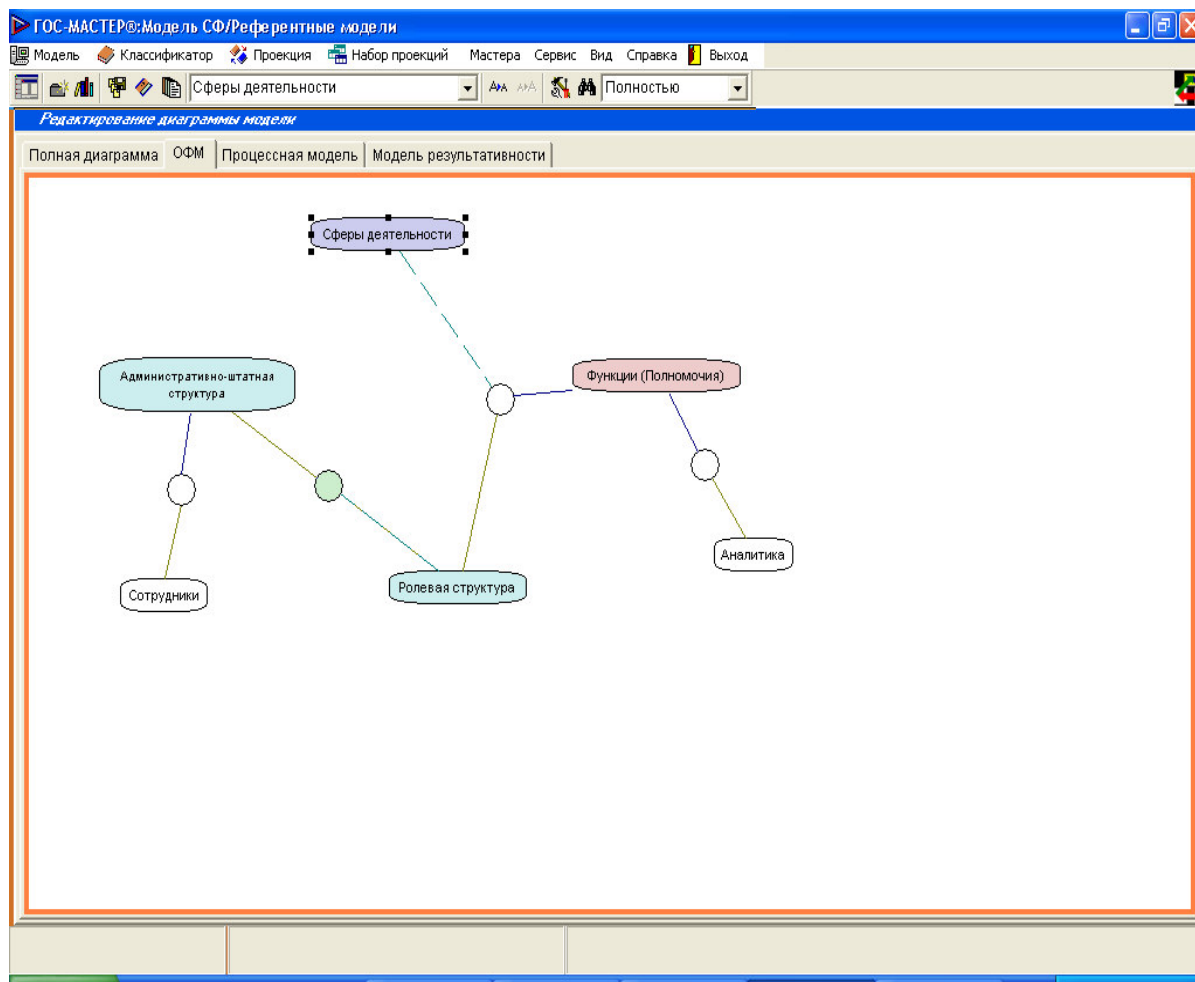 ГОС-МАСТЕР®:Модель СФ/Референтные модели
Модель Классификатор Проекция Набор проекций Мастера Сервис Вид Справка Выход
Сферы деятельности Полностью
Редактирование диаграммы модели
Полная диаграмма ОФМ Процессная модель Модель результативности
Сферы деятельности
Административно-штатная
структура
Функции (Полномочия)
Аналитика
Сотрудники
Ролевая структура